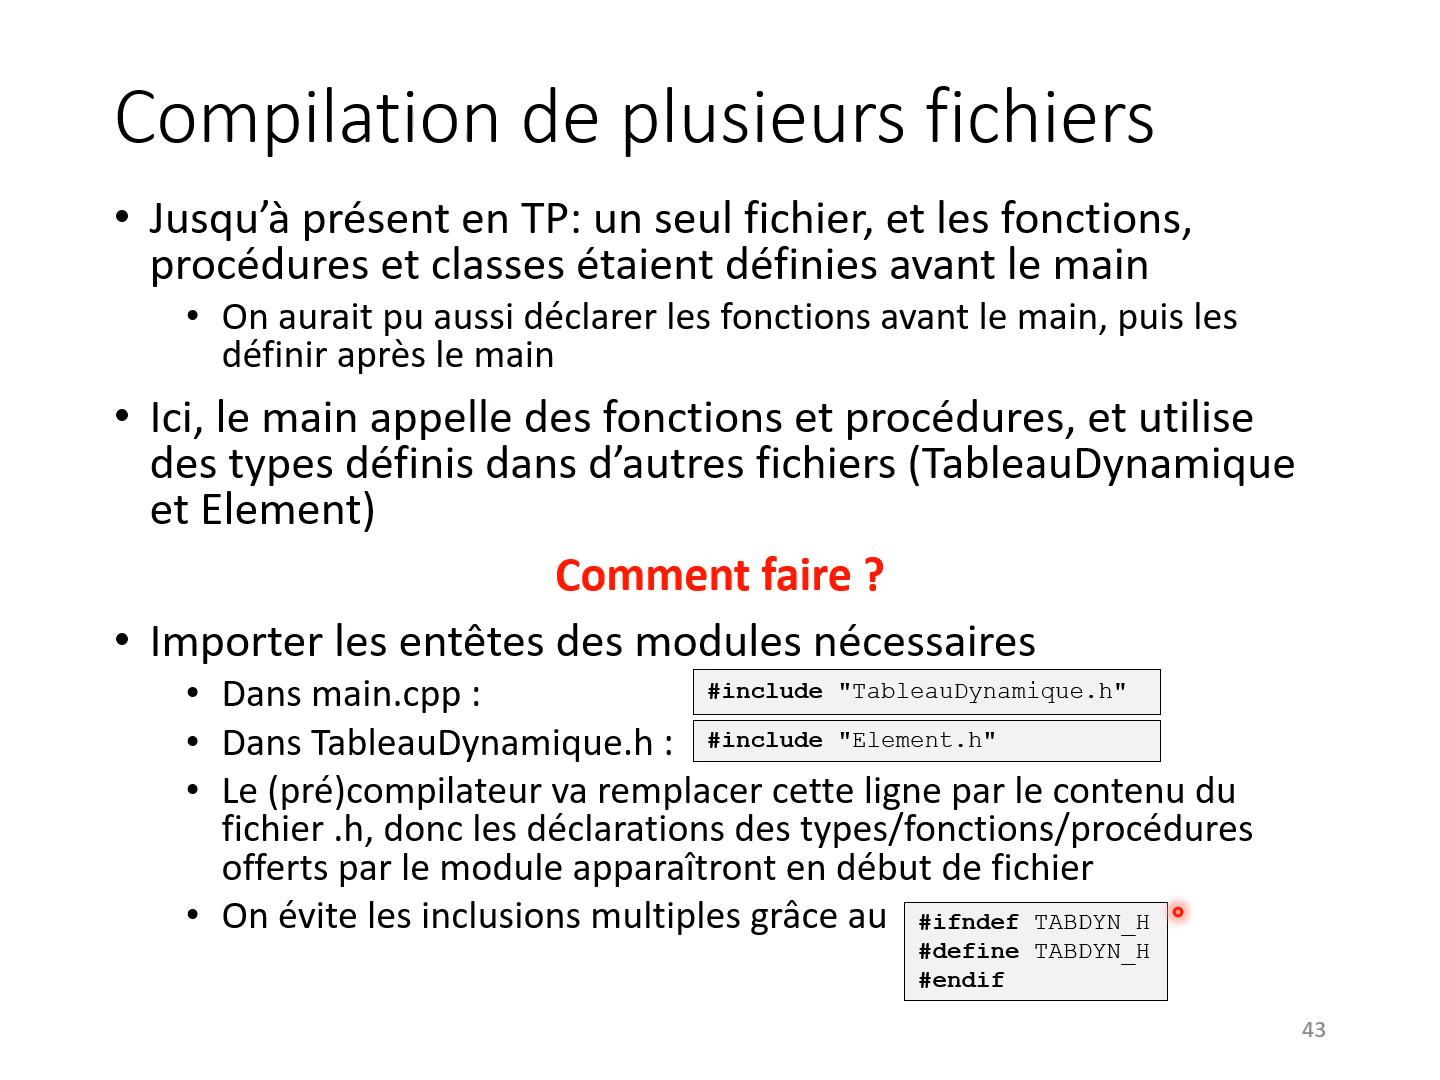 Compilation de plusieurs fichiers
• Jusqu’à présent en TP: un seul fichier, et les fonctions,
procédures et classes étaient définies avant le main
• On aurait pu aussi déclarer les fonctions avant le main, puis les
définir après le main
• Ici, le main appelle des fonctions et procédures, et utilise
des types définis dans d’autres fichiers (TableauDynamique
et Element)
Comment faire ?
• Importer les entêtes des modules nécessaires
• Dans main.cpp :
#include "TableauDynamique.h"
• Dans TableauDynamique.h :
#include "Element.h"
• Le (pré)compilateur va remplacer cette ligne par le contenu du
fichier .h, donc les déclarations des types/fonctions/procédures
offerts par le module apparaîtront en début de fichier
• On évite les inclusions multiples grâce au
#ifndef TABDYN_H
#define TABDYN_H
#endif
43